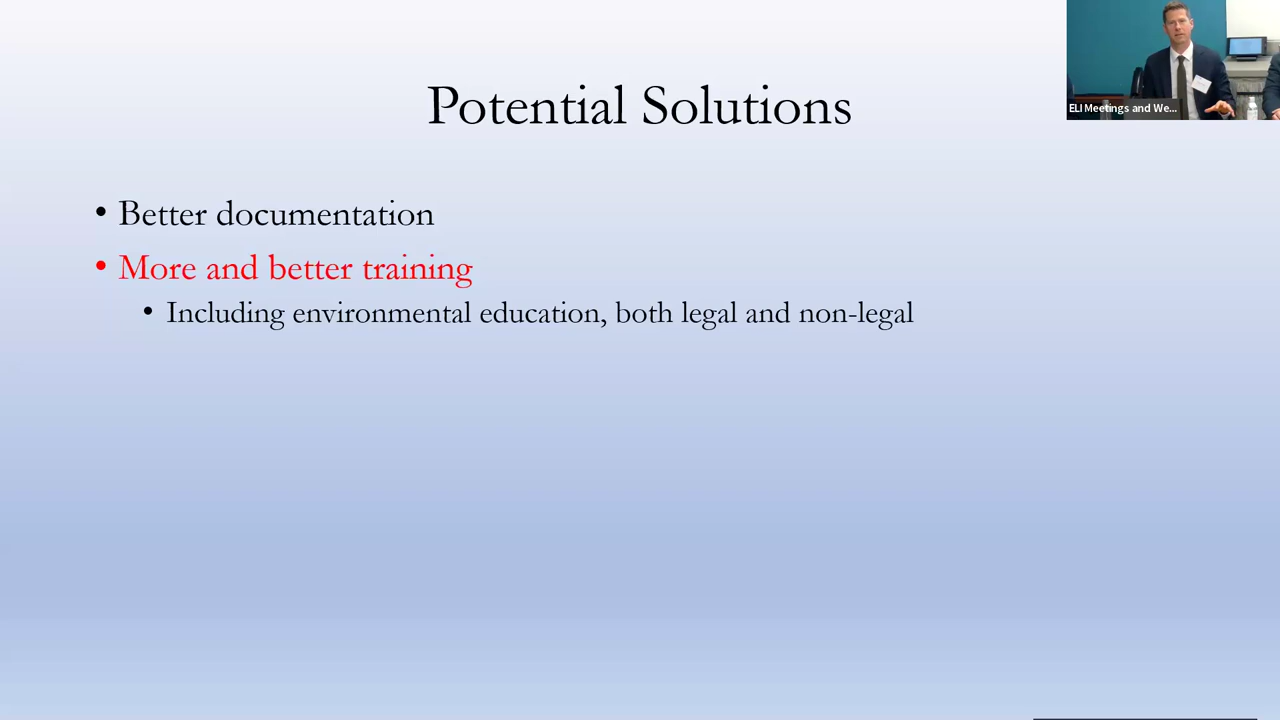 Potential Solutions
ELI Meetings and We...
• Better documentation
• More and better training
• Including environmental education, both legal and non-legal